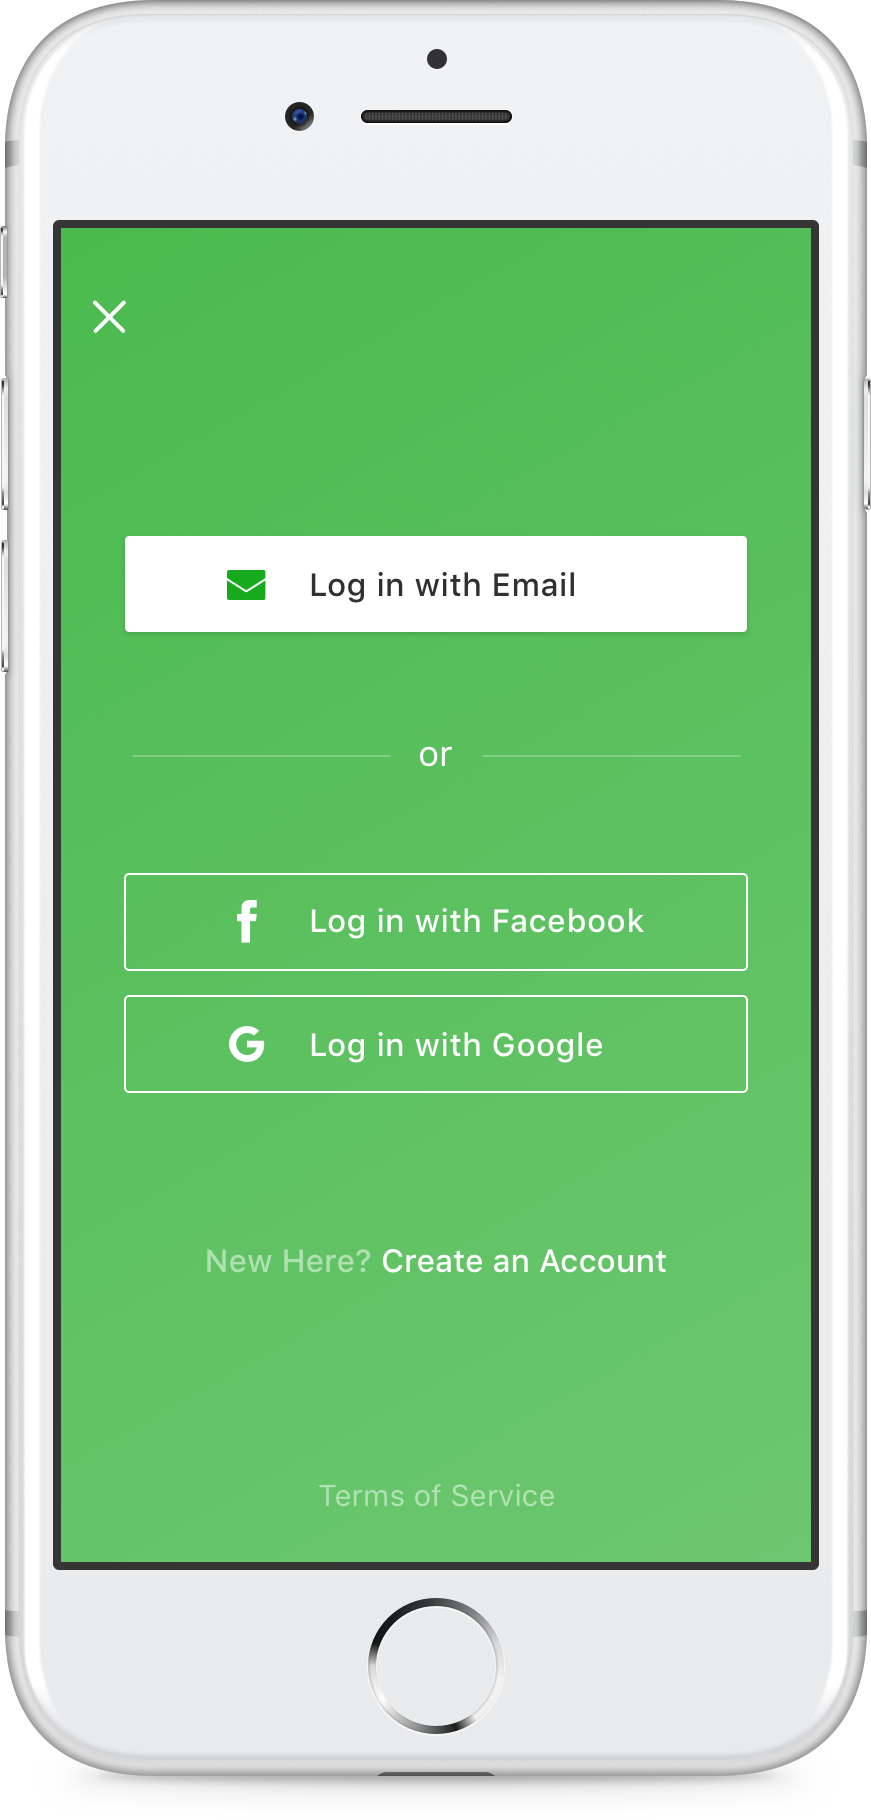 Log in with Email
or
Log in with Facebook
Log in with Google
New Here? Create an Account
Terms of Service